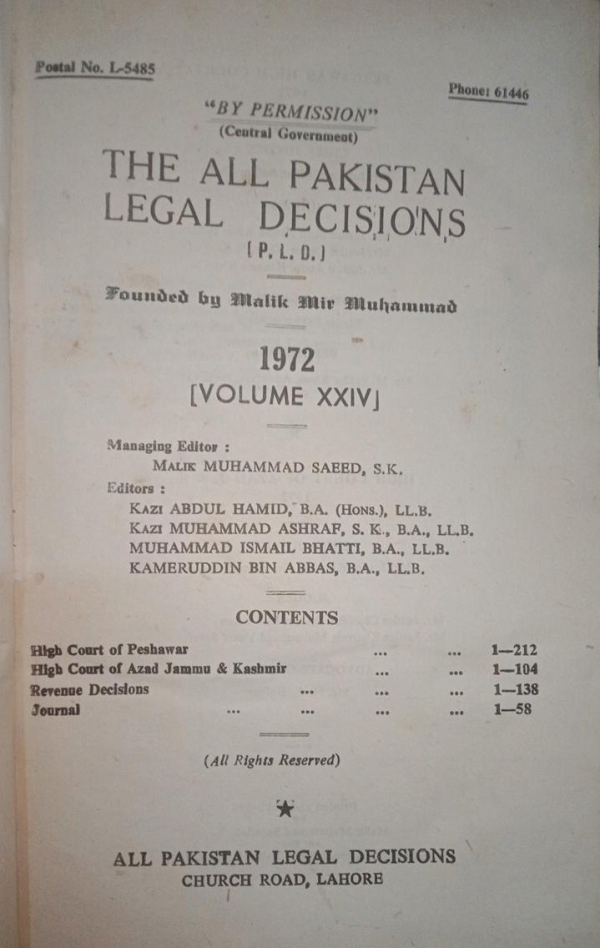 Postal No. L-5485
Phone: 61446
"BY PERMISSION"
(Central Government)
THE ALL PAKISTAN
LEGAL DECISIONS
[P. L. D.]
Founded by Malik Mir Muhammad
1972
[VOLUME XXIV]
Managing Editor :
MALIK MUHAMMAD SAEED, S.K.
Editors :
KAZI ABDUL HAMID, B.A. (HONS.), LL.B.
KAZI MUHAMMAD ASHRAF, S. K., B.A., LL.B.
MUHAMMAD ISMAIL BHATTI, B.A., LL.B.
KAMERUDDIN BIN ABBAS, B.A., LL.B.
CONTENTS
High Court of Peshawar ... ... 1—212
High Court of Azad Jammu & Kashmir ... ... 1—104
Revenue Decisions ... ... ... 1—138
Journal ... ... ... ... 1—58
(All Rights Reserved)
ALL PAKISTAN LEGAL DECISIONS
CHURCH ROAD, LAHORE